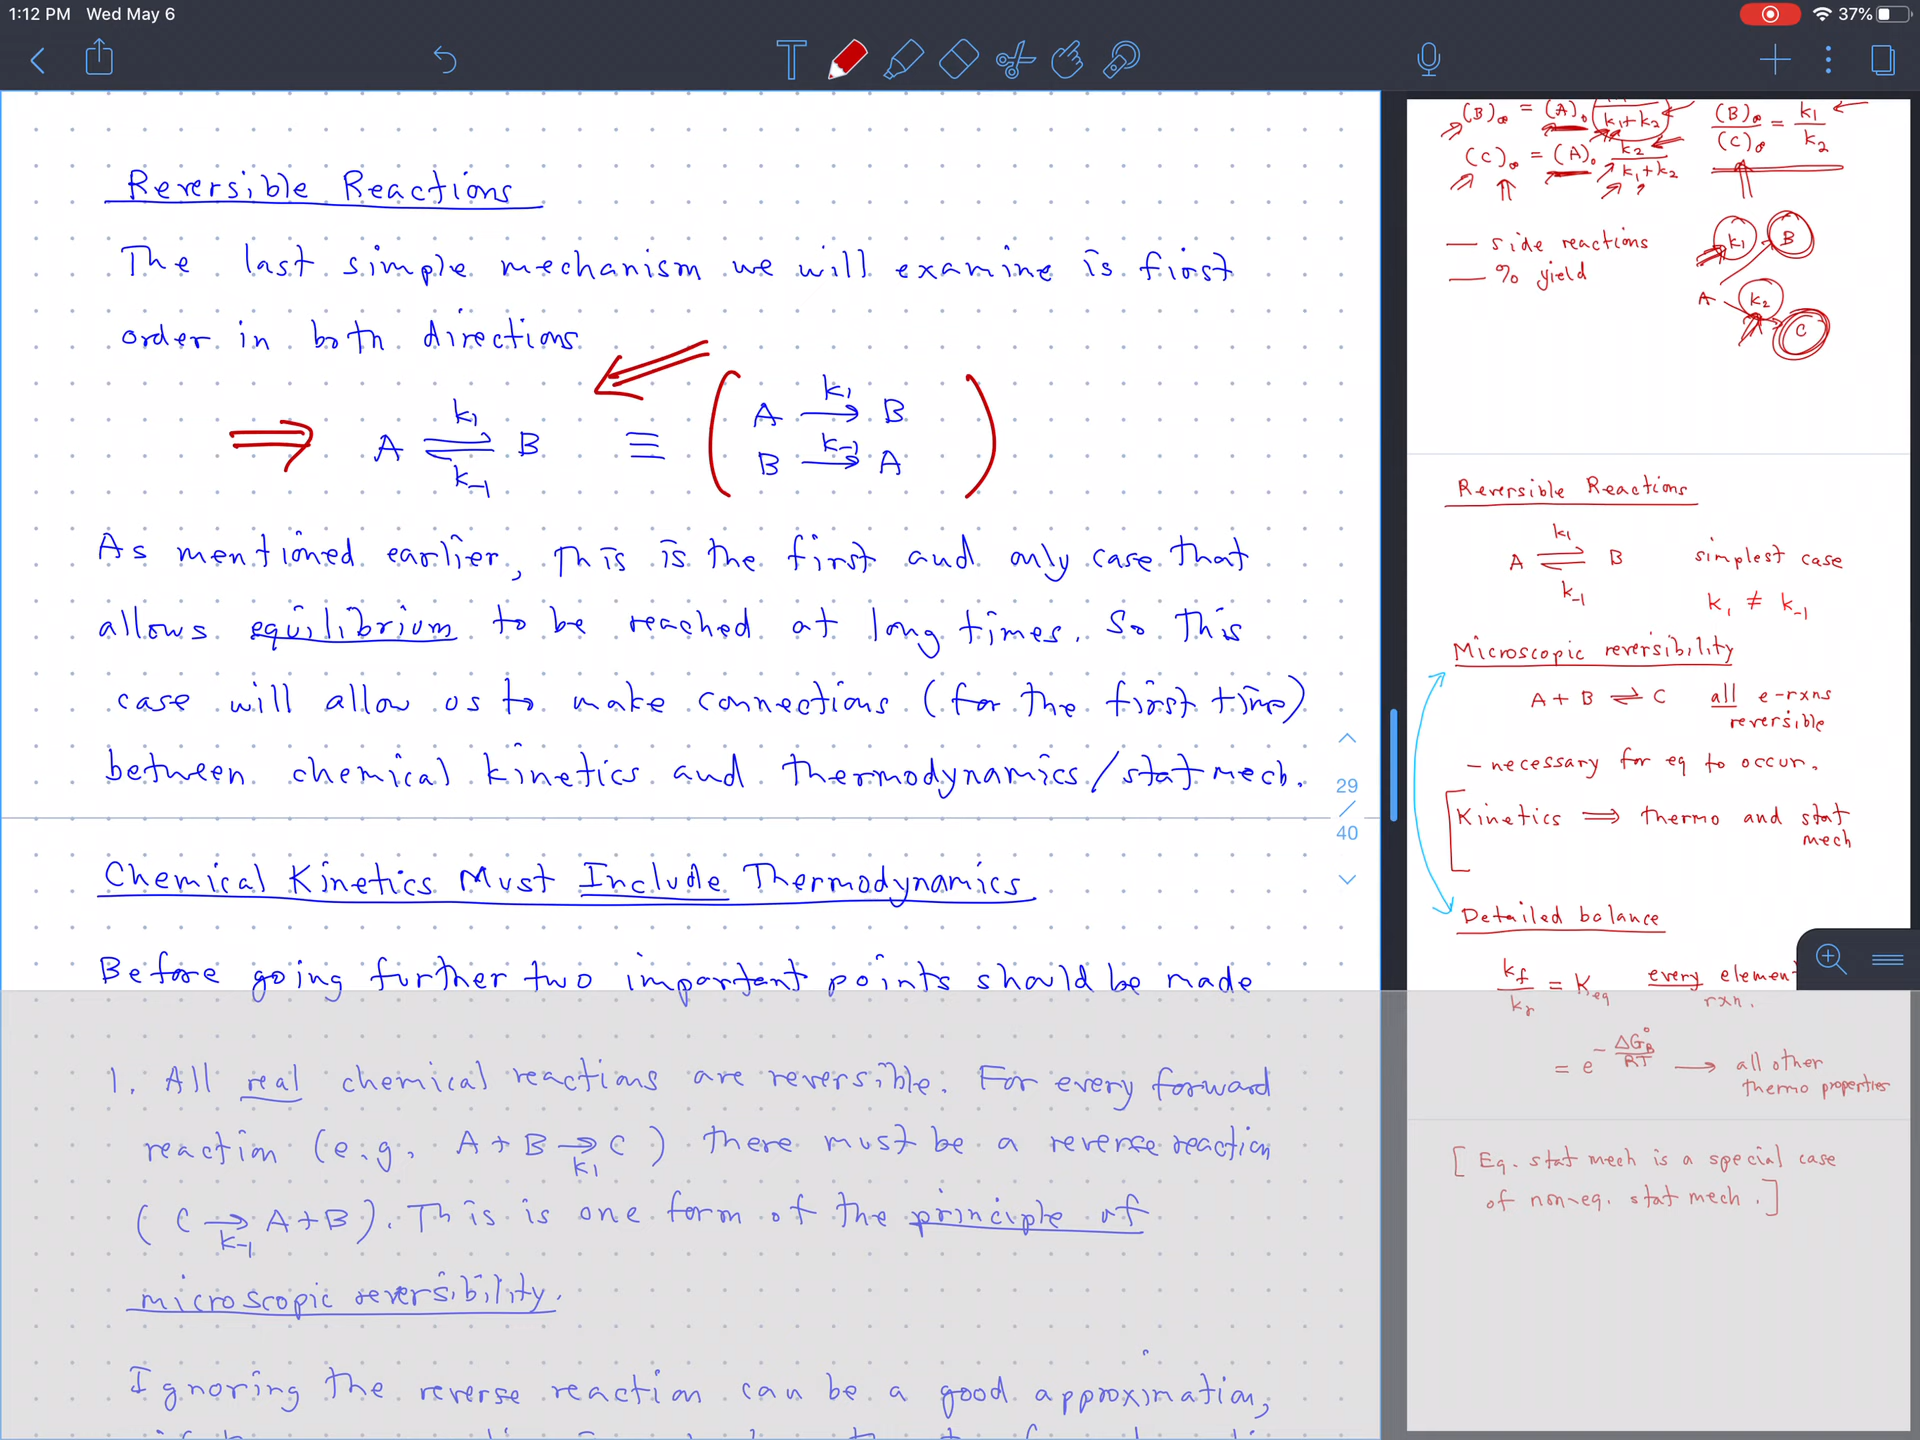 1:12 PM Wed May 6
37%
Reversible Reactions
The last simple mechanism we will examine is first
order in both directions
A ⇌ B ≡ ( A → B
k1
k-1
k1
B → A )
k-1
As mentioned earlier, This is the first and only case that
allows equilibrium to be reached at long times. So This
case will allow us to make connections (for the first time)
between chemical kinetics and thermodynamics/stat mech.
29
/
40
Chemical Kinetics Must Include Thermodynamics
Before going further two important points should be made
1. All real chemical reactions are reversible. For every forward
reaction (e.g. A+B → C) there must be a reverse reaction
k1
(C → A+B). This is one form of the principle of
k-1
microscopic reversibility.
Ignoring the reverse reaction can be a good approximation,
(B)∞ = (A)₀ k1+k2
(B)∞/(C)∞ = k1/k2
(C)∞ = (A)₀ k2/k1+k2
— side reactions
— % yield
k1 B
A k2
C
Reversible Reactions
k1
A ⇌ B simplest case
k-1
k1 ≠ k-1
Microscopic reversibility
A + B ⇌ C all e-rxns
reversible
– necessary for eq to occur.
[Kinetics ⟹ thermo and stat
mech
Detailed balance
kf/kr = Keq every elemen
rxn.
= e -ΔG°R/RT → all other
thermo properties
[Eq. stat mech is a special case
of non-eq. stat mech.]